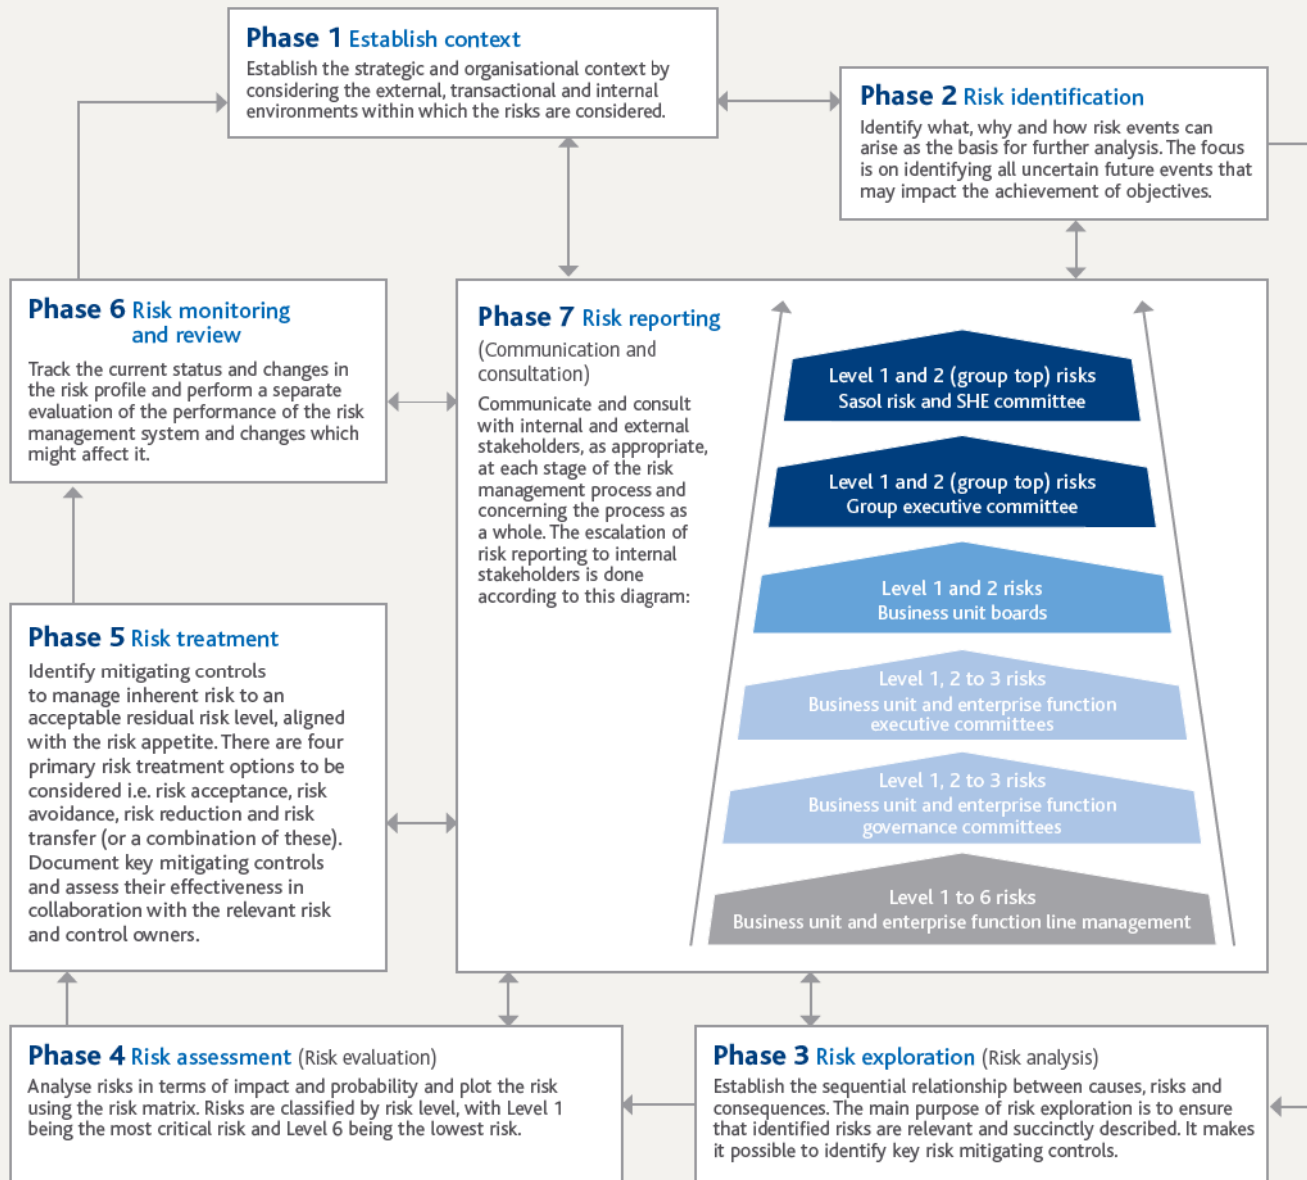 Phase 1 Establish context
Establish the strategic and organisational context by
considering the external, transactional and internal
environments within which the risks are considered.
Phase 2 Risk identification
Identify what, why and how risk events can
arise as the basis for further analysis. The focus
is on identifying all uncertain future events that
may impact the achievement of objectives.
Phase 6 Risk monitoring
and review
Track the current status and changes in
the risk profile and perform a separate
evaluation of the performance of the risk
management system and changes which
might affect it.
Phase 7 Risk reporting
(Communication and
consultation)
Communicate and consult
with internal and external
stakeholders, as appropriate,
at each stage of the risk
management process and
concerning the process as
a whole. The escalation of
risk reporting to internal
stakeholders is done
according to this diagram:
Level 1 and 2 (group top) risks
Sasol risk and SHE committee
Level 1 and 2 (group top) risks
Group executive committee
Level 1 and 2 risks
Business unit boards
Level 1, 2 to 3 risks
Business unit and enterprise function
executive committees
Level 1, 2 to 3 risks
Business unit and enterprise function
governance committees
Level 1 to 6 risks
Business unit and enterprise function line management
Phase 5 Risk treatment
Identify mitigating controls
to manage inherent risk to an
acceptable residual risk level, aligned
with the risk appetite. There are four
primary risk treatment options to be
considered i.e. risk acceptance, risk
avoidance, risk reduction and risk
transfer (or a combination of these).
Document key mitigating controls
and assess their effectiveness in
collaboration with the relevant risk
and control owners.
Phase 4 Risk assessment (Risk evaluation)
Analyse risks in terms of impact and probability and plot the risk
using the risk matrix. Risks are classified by risk level, with Level 1
being the most critical risk and Level 6 being the lowest risk.
Phase 3 Risk exploration (Risk analysis)
Establish the sequential relationship between causes, risks and
consequences. The main purpose of risk exploration is to ensure
that identified risks are relevant and succinctly described. It makes
it possible to identify key risk mitigating controls.